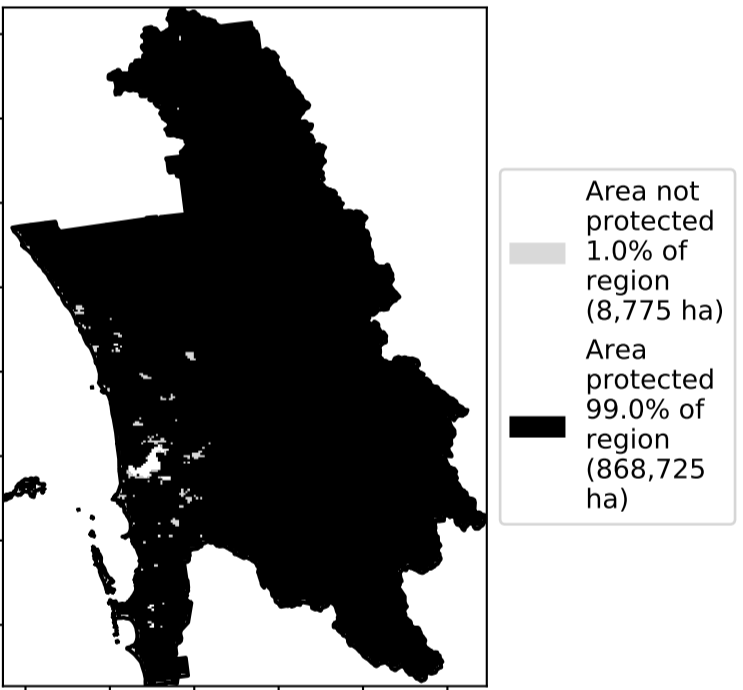 Area not
protected
1.0% of
region
(8,775 ha)
Area
protected
99.0% of
region
(868,725
ha)